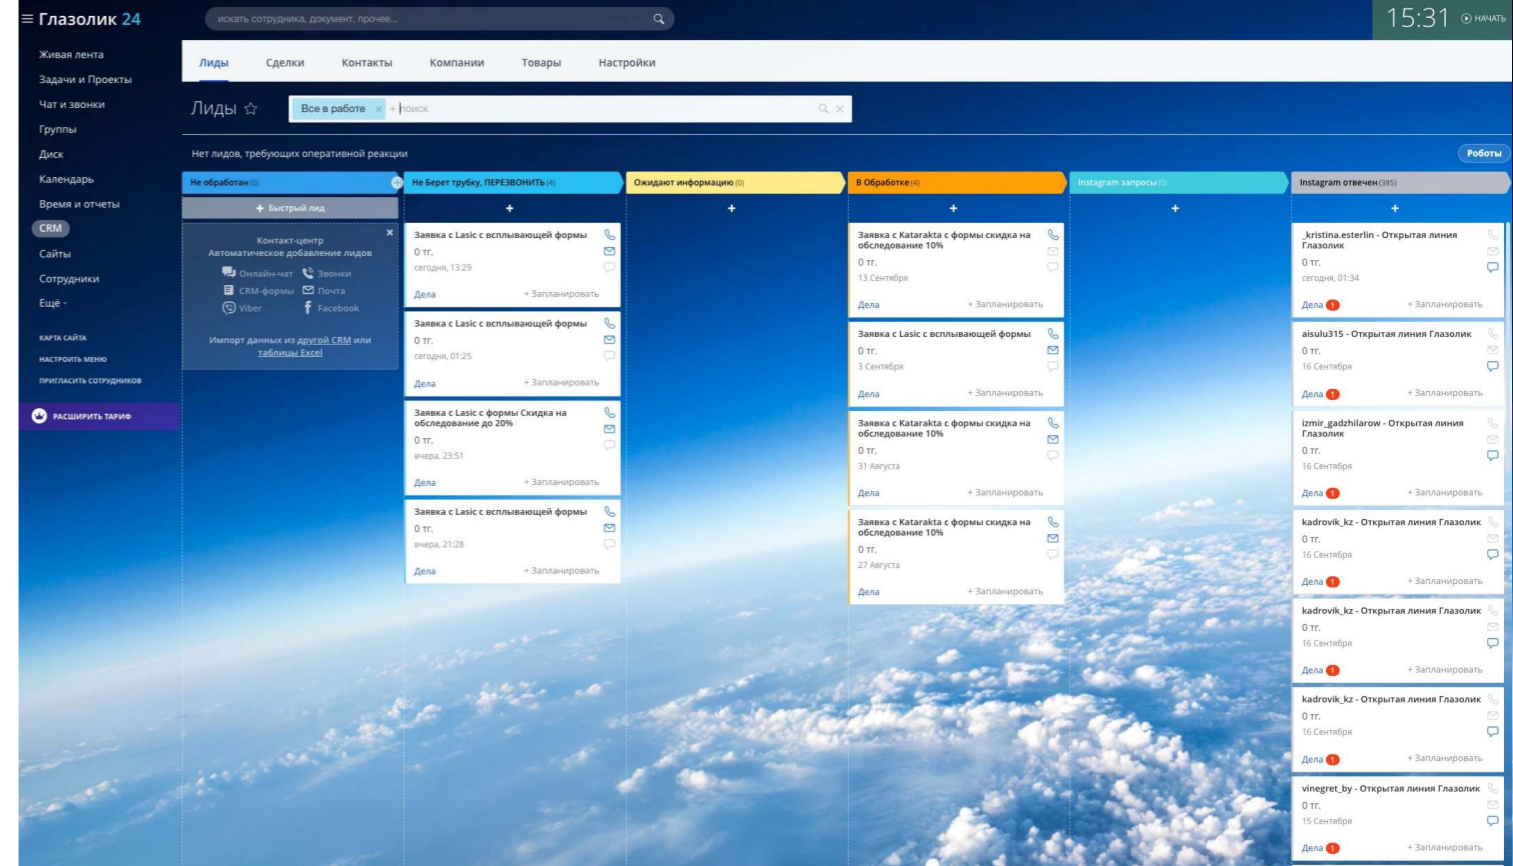 Глазолик 24
искать сотрудника, документ, прочее...
15:31
НАЧАТЬ
Живая лента
Задачи и Проекты
Чат и звонки
Группы
Диск
Календарь
Время и отчеты
CRM
Сайты
Сотрудники
Ещё -
КАРТА САЙТА
НАСТРОИТЬ МЕНЮ
ПРИГЛАСИТЬ СОТРУДНИКОВ
РАСШИРИТЬ ТАРИФ
Лиды Сделки Контакты Компании Товары Настройки
Лиды
Все в работе × + поиск
Нет лидов, требующих оперативной реакции
Роботы
Не обработан (0)
+ Быстрый лид
Контакт-центр
Автоматическое добавление лидов
Онлайн-чат Звонки
CRM-формы Почта
Viber Facebook
Импорт данных из другой CRM или
таблицы Excel
Не Берет трубку, ПЕРЕЗВОНИТЬ (4)
+
Заявка с Lasic с всплывающей формы
0 тг.
сегодня, 13:29
Дела + Запланировать
Заявка с Lasic с всплывающей формы
0 тг.
сегодня, 01:25
Дела + Запланировать
Заявка с Lasic с формы Скидка на
обследование до 20%
0 тг.
вчера, 23:51
Дела + Запланировать
Заявка с Lasic с всплывающей формы
0 тг.
вчера, 21:28
Дела + Запланировать
Ожидают информацию (0)
+
В Обработке (4)
+
Заявка с Katarakta с формы скидка на
обследование 10%
0 тг.
13 Сентября
Дела + Запланировать
Заявка с Lasic с всплывающей формы
0 тг.
3 Сентября
Дела + Запланировать
Заявка с Katarakta с формы скидка на
обследование 10%
0 тг.
31 Августа
Дела + Запланировать
Заявка с Katarakta с формы скидка на
обследование 10%
0 тг.
27 Августа
Дела + Запланировать
Instagram запросы (0)
+
Instagram отвечен (385)
+
_kristina.esterlin - Открытая линия
Глазолик
0 тг.
сегодня, 01:34
Дела 1 + Запланировать
aisulu315 - Открытая линия Глазолик
0 тг.
16 Сентября
Дела 1 + Запланировать
izmir_gadzhilarow - Открытая линия
Глазолик
0 тг.
16 Сентября
Дела 1 + Запланировать
kadrovik_kz - Открытая линия Глазолик
0 тг.
16 Сентября
Дела 1 + Запланировать
kadrovik_kz - Открытая линия Глазолик
0 тг.
16 Сентября
Дела 1 + Запланировать
kadrovik_kz - Открытая линия Глазолик
0 тг.
16 Сентября
Дела 1 + Запланировать
vinegret_by - Открытая линия Глазолик
0 тг.
15 Сентября
Дела 1 + Запланировать